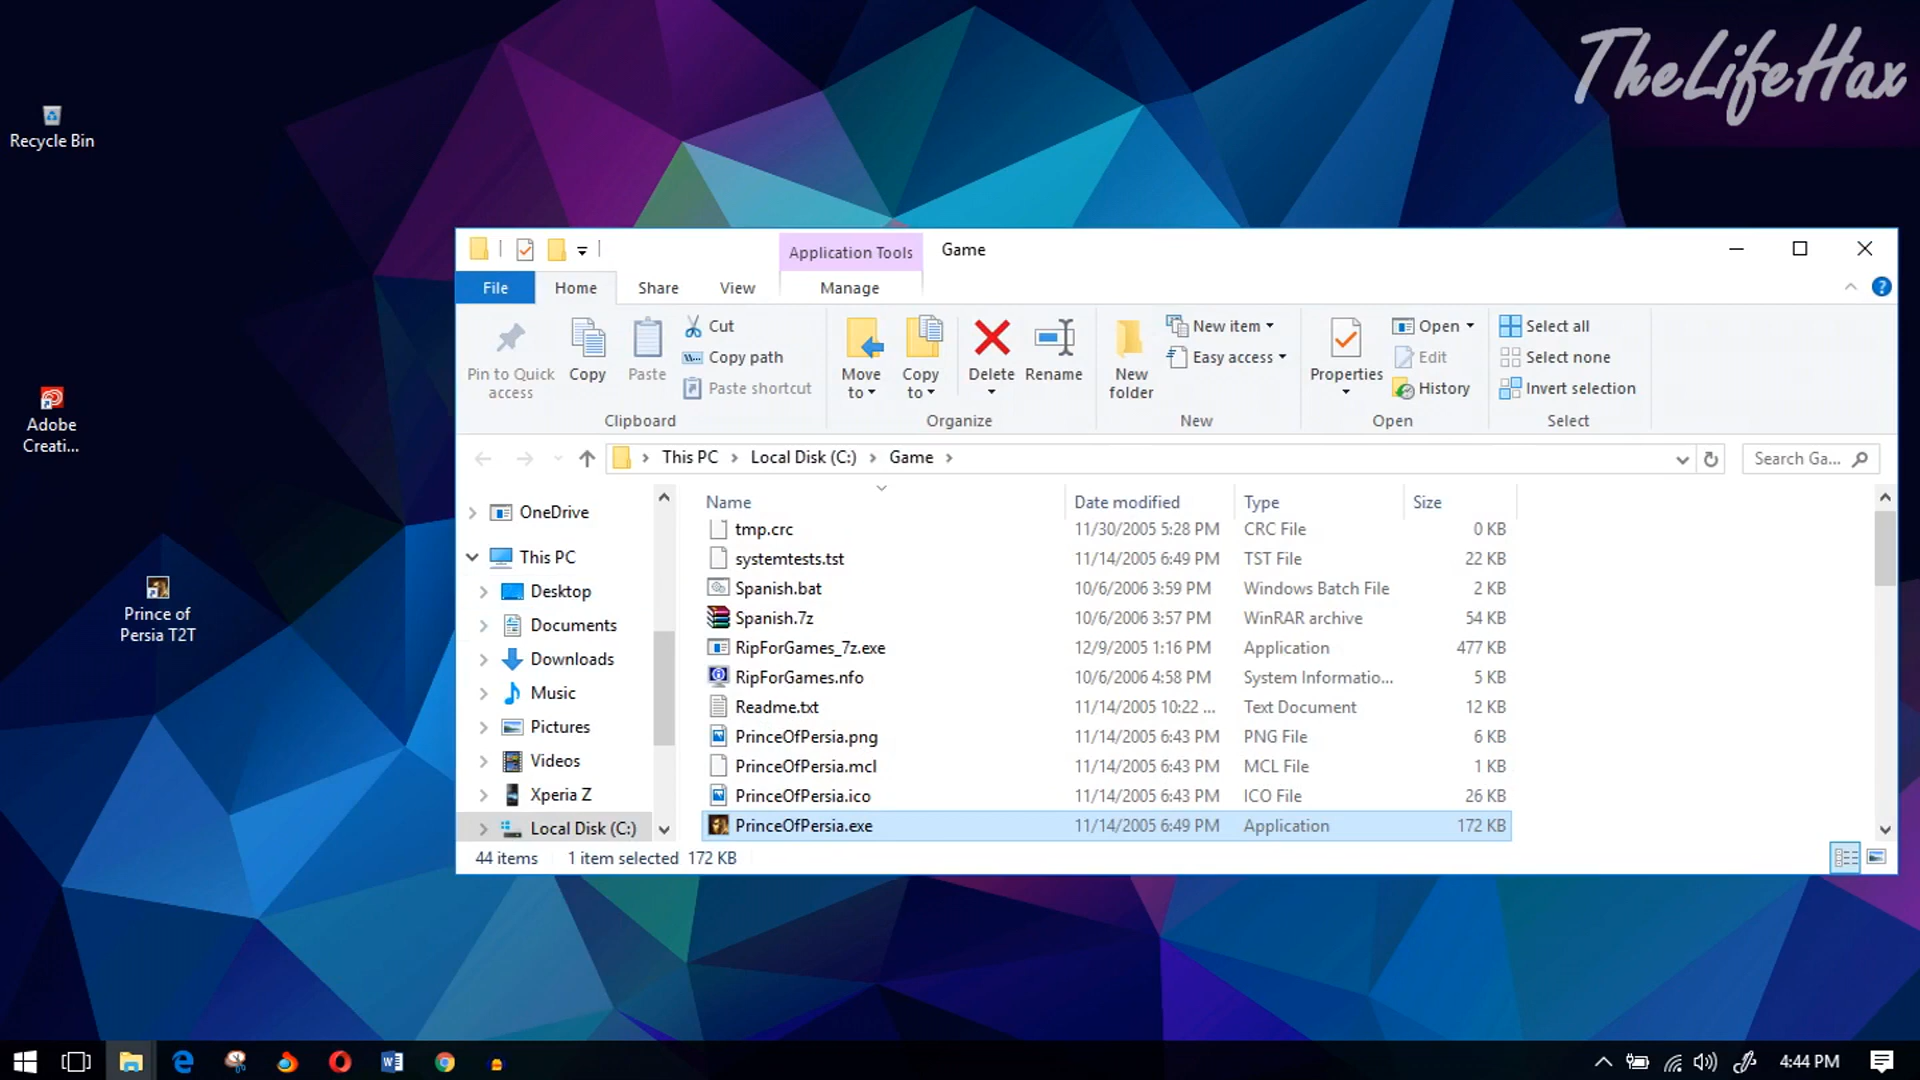 TheLifeHax
Recycle Bin
Adobe
Creati...
Prince of
Persia T2T
Application Tools
Game
File
Home
Share
View
Manage
Pin to Quick
access
Copy
Paste
Cut
Copy path
Paste shortcut
Clipboard
Move
to
Copy
to
Delete
Rename
Organize
New
folder
New item
Easy access
New
Properties
Open
Edit
History
Open
Select all
Select none
Invert selection
Select
This PC
Local Disk (C:)
Game
Search Ga...
OneDrive
This PC
Desktop
Documents
Downloads
Music
Pictures
Videos
Xperia Z
Local Disk (C:)
Name Date modified Type Size
tmp.crc 11/30/2005 5:28 PM CRC File 0 KB
systemtests.tst 11/14/2005 6:49 PM TST File 22 KB
Spanish.bat 10/6/2006 3:59 PM Windows Batch File 2 KB
Spanish.7z 10/6/2006 3:57 PM WinRAR archive 54 KB
RipForGames_7z.exe 12/9/2005 1:16 PM Application 477 KB
RipForGames.nfo 10/6/2006 4:58 PM System Informatio... 5 KB
Readme.txt 11/14/2005 10:22 ... Text Document 12 KB
PrinceOfPersia.png 11/14/2005 6:43 PM PNG File 6 KB
PrinceOfPersia.mcl 11/14/2005 6:43 PM MCL File 1 KB
PrinceOfPersia.ico 11/14/2005 6:43 PM ICO File 26 KB
PrinceOfPersia.exe 11/14/2005 6:49 PM Application 172 KB
44 items 1 item selected 172 KB
4:44 PM